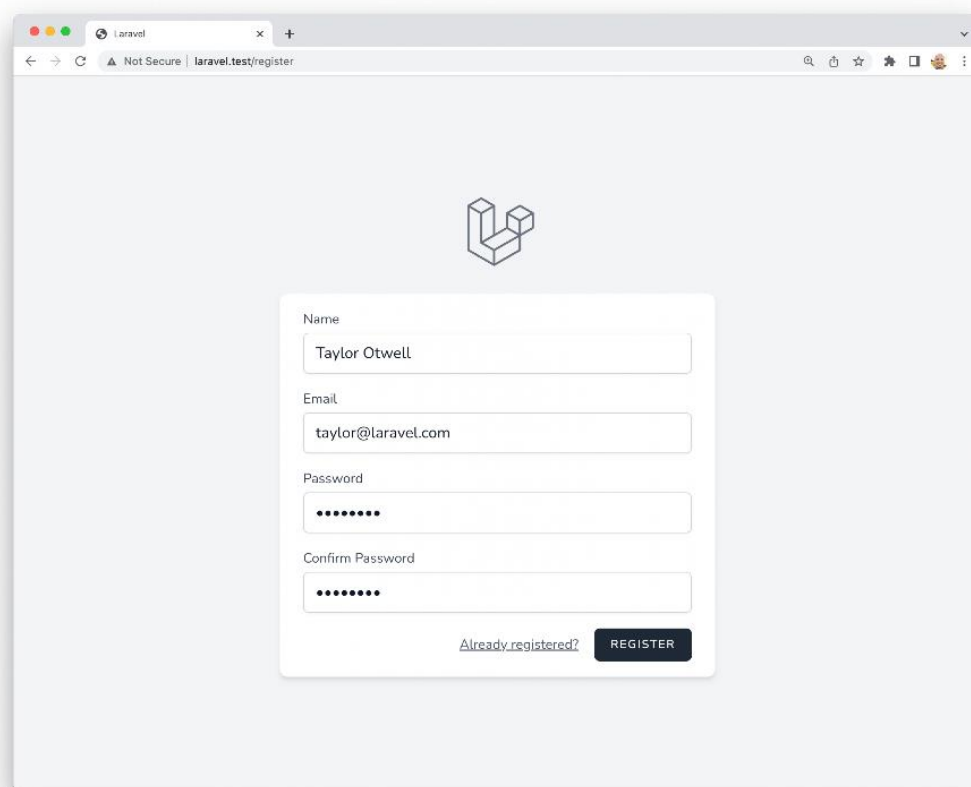 Laravel
Not Secure | laravel.test/register
Name
Taylor Otwell
Email
taylor@laravel.com
Password
••••••••
Confirm Password
••••••••
Already registered? REGISTER